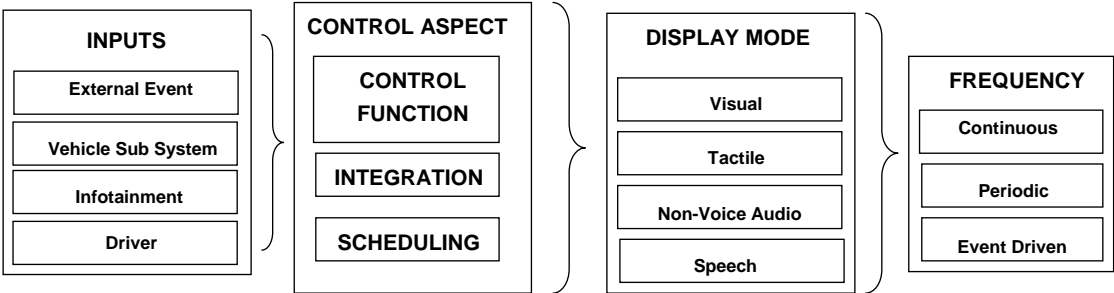 INPUTS
External Event
Vehicle Sub System
Infotainment
Driver
CONTROL ASPECT
CONTROL
FUNCTION
INTEGRATION
SCHEDULING
DISPLAY MODE
Visual
Tactile
Non-Voice Audio
Speech
FREQUENCY
Continuous
Periodic
Event Driven